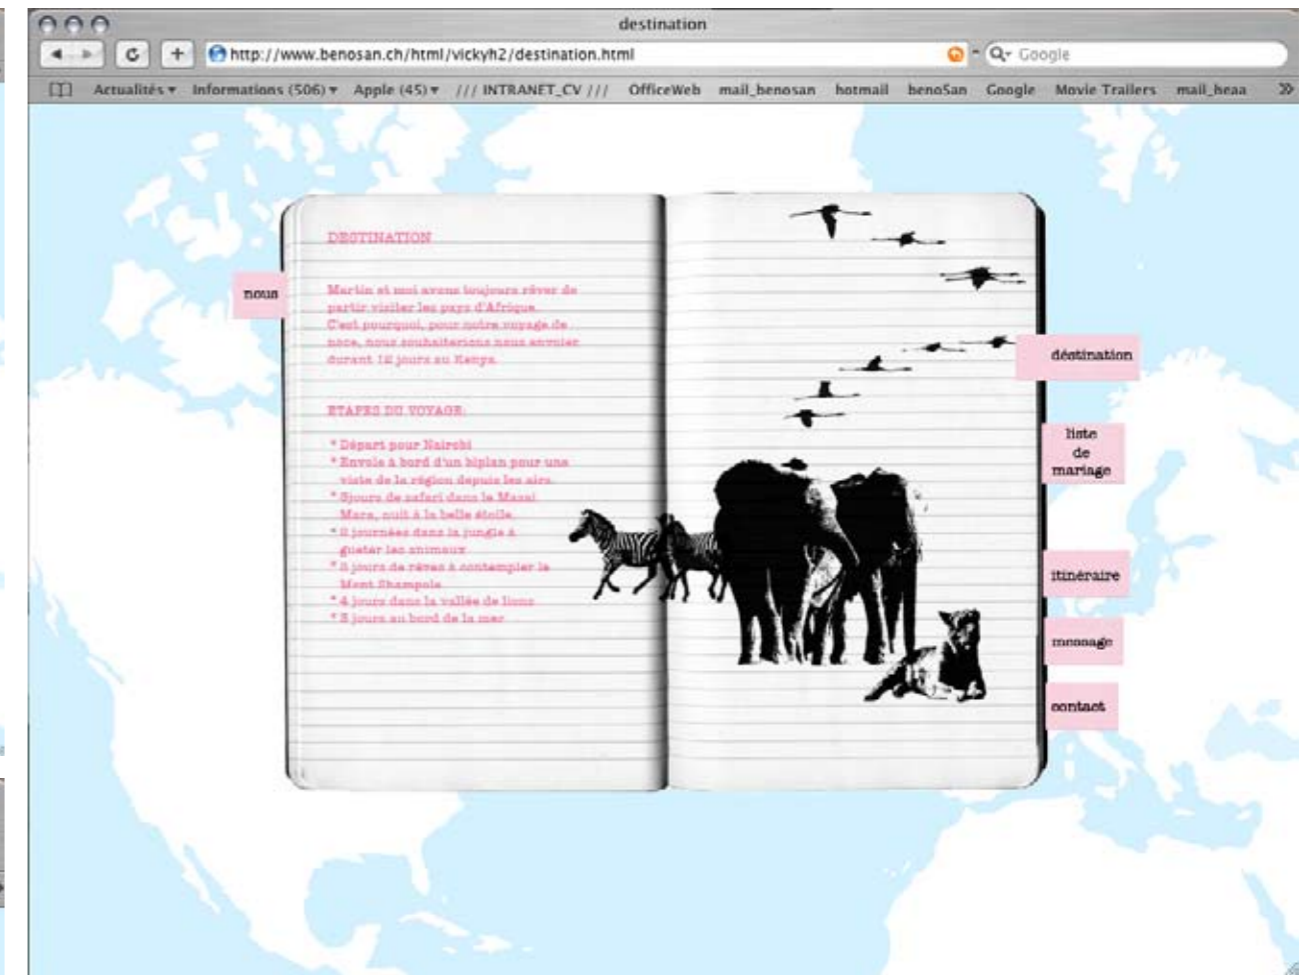 destination
http://www.benosan.ch/html/vickyh2/destination.html
Google
Actualités Informations (506) Apple (45) /// INTRANET_CV /// OfficeWeb mail_benosan hotmail benoSan Google Movie Trailers mail_heaa
nous
DESTINATION
Martin et moi avons toujours rêver de
partir visiter les pays d'Afrique.
C'est pourquoi, pour notre voyage de
noce, nous souhaiterions nous envoler
durant 12 jours au Kenya.
ETAPES DU VOYAGE:
* Départ pour Nairobi
* Envole à bord d'un biplan pour une
viste de la région depuis les airs.
jours de safari dans le Masai
Mara, nuit à la belle étoile.
journées dans la jungle à
guéter les animaux
jours de rêves à contempler le
Mont Shampole
* 4 jours dans la vallée de lions
jours au bord de la mer
déstination
liste
de
mariage
itinéraire
message
contact